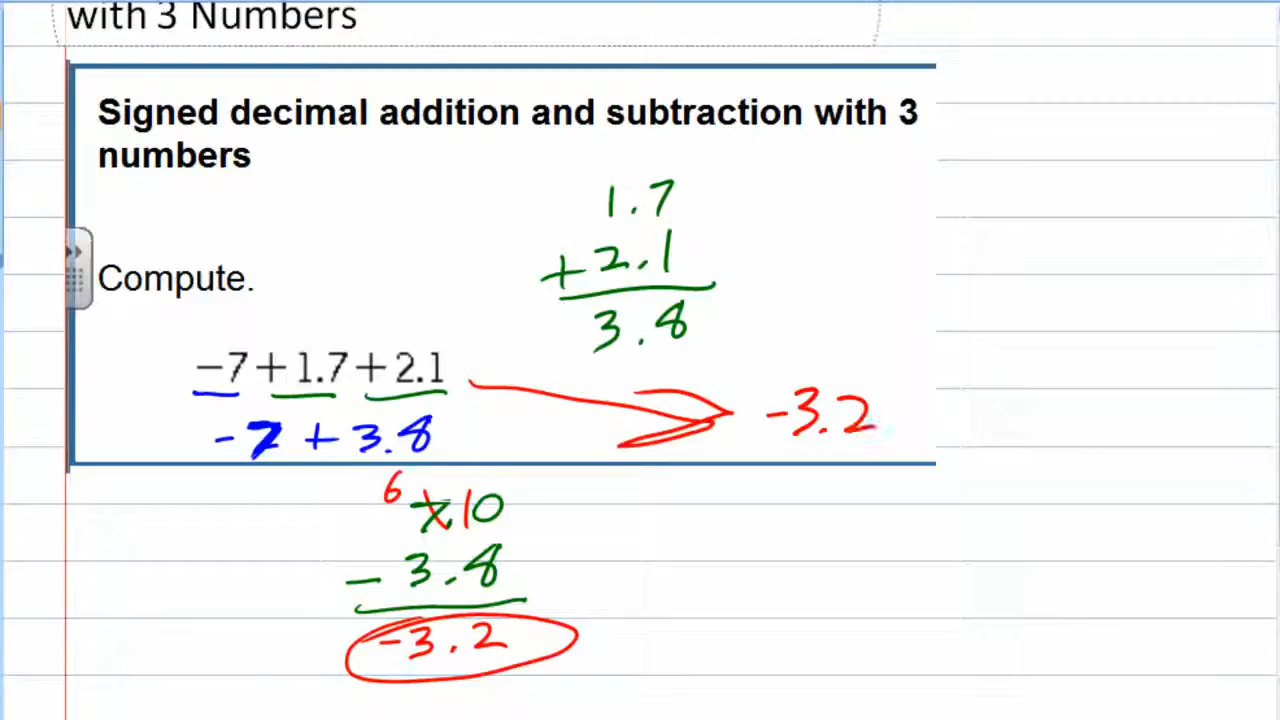 with 3 Numbers
Signed decimal addition and subtraction with 3
numbers
1.7
+ 2.1
3.8
Compute.
-7+1.7+2.1
-3.2
-7 + 3.8
6
7.10
- 3.8
-3.2